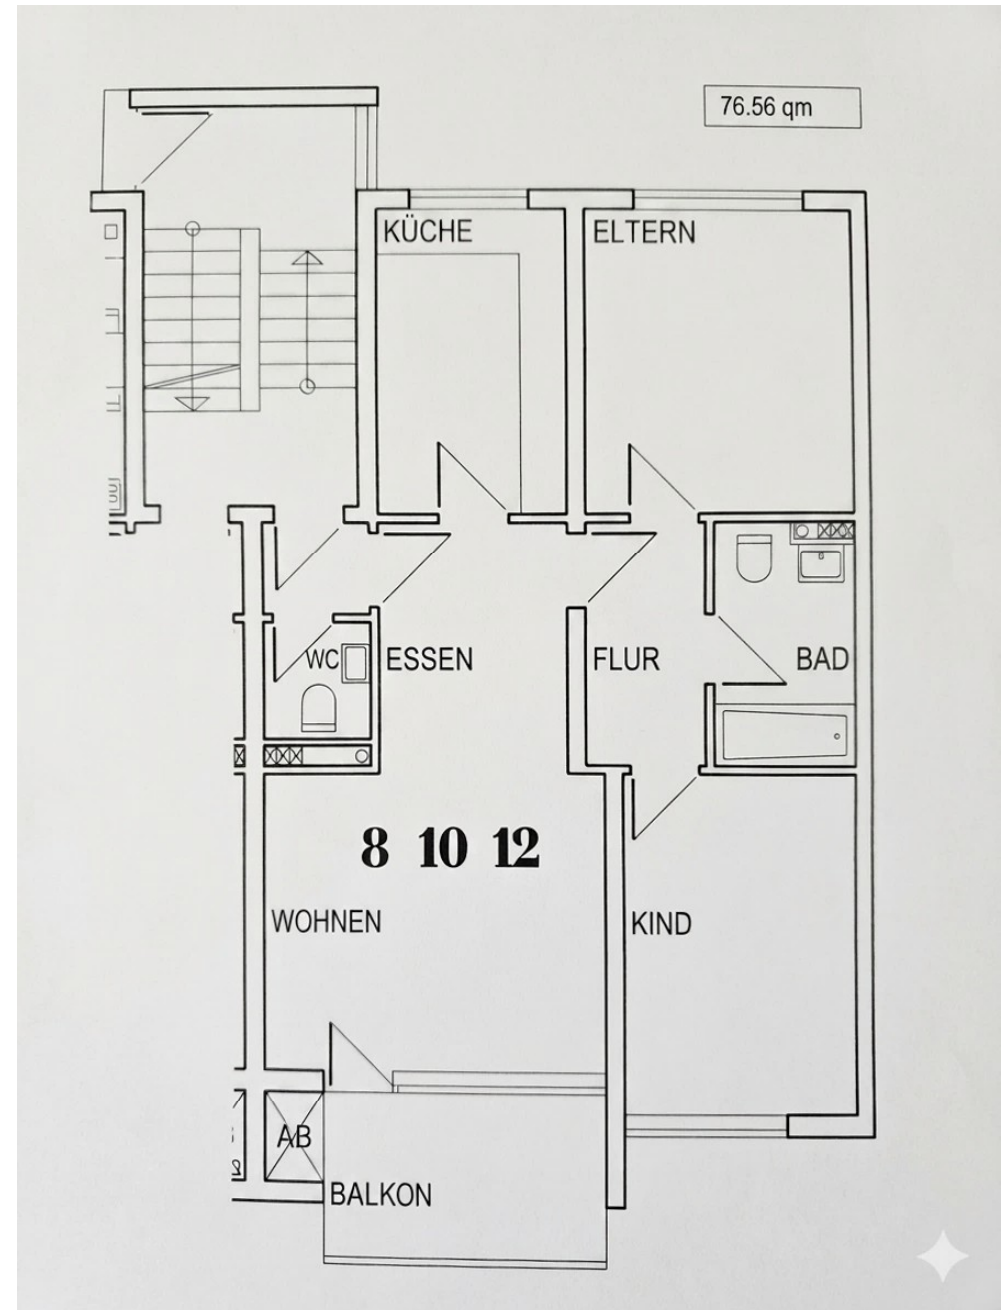 76.56 qm
KÜCHE
ELTERN
WC
ESSEN
FLUR
BAD
8 10 12
WOHNEN
KIND
AB
BALKON